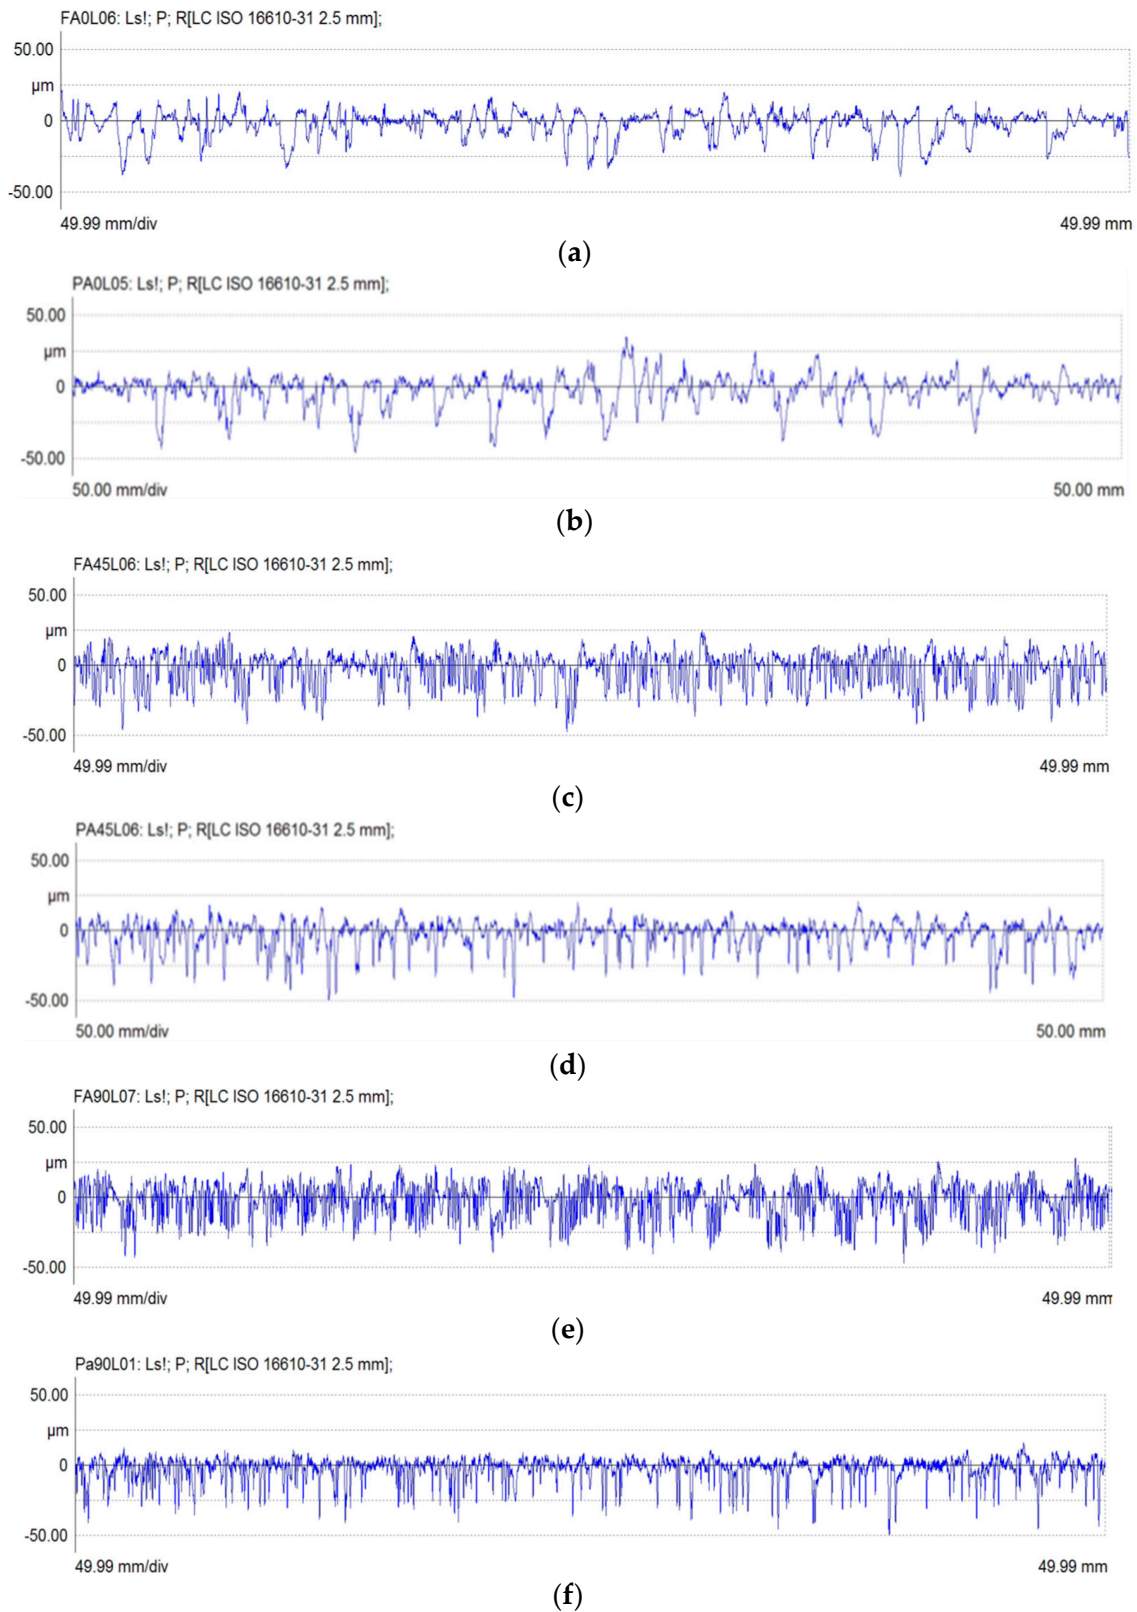 FA0L06: Ls!; P; R[LC ISO 16610-31 2.5 mm];
50.00
µm
0
-50.00
49.99 mm/div 49.99 mm
(a)
PA0L05: Ls!; P; R[LC ISO 16610-31 2.5 mm];
50.00
µm
0
-50.00
50.00 mm/div 50.00 mm
(b)
FA45L06: Ls!; P; R[LC ISO 16610-31 2.5 mm];
50.00
µm
0
-50.00
49.99 mm/div 49.99 mm
(c)
PA45L06: Ls!; P; R[LC ISO 16610-31 2.5 mm];
50.00
µm
0
-50.00
50.00 mm/div 50.00 mm
(d)
FA90L07: Ls!; P; R[LC ISO 16610-31 2.5 mm];
50.00
µm
0
-50.00
49.99 mm/div 49.99 mm
(e)
Pa90L01: Ls!; P; R[LC ISO 16610-31 2.5 mm];
50.00
µm
0
-50.00
49.99 mm/div 49.99 mm
(f)